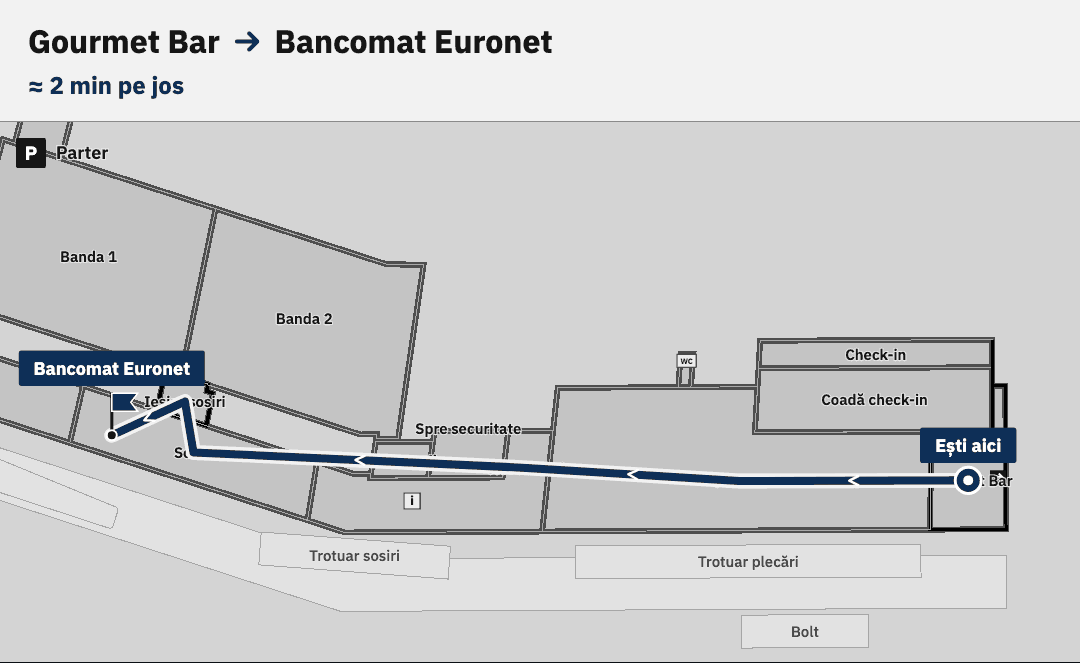 Gourmet Bar → Bancomat Euronet
≈ 2 min pe jos
P Parter
Banda 1
Banda 2
WC
Check-in
Bancomat Euronet
Coadă check-in
Spre securitate
Ești aici
Bar
i
Trotuar sosiri
Trotuar plecări
Bolt